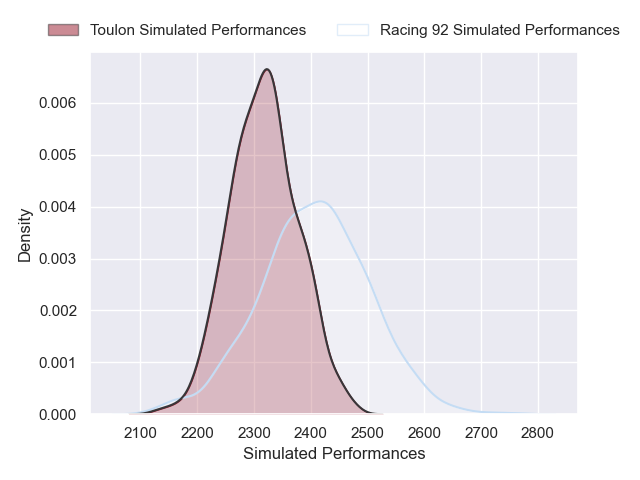 Toulon Simulated Performances
Racing 92 Simulated Performances
0.006
0.005
0.004
0.003
0.002
0.001
0.000
Density
2100 2200 2300 2400 2500 2600 2700 2800
Simulated Performances